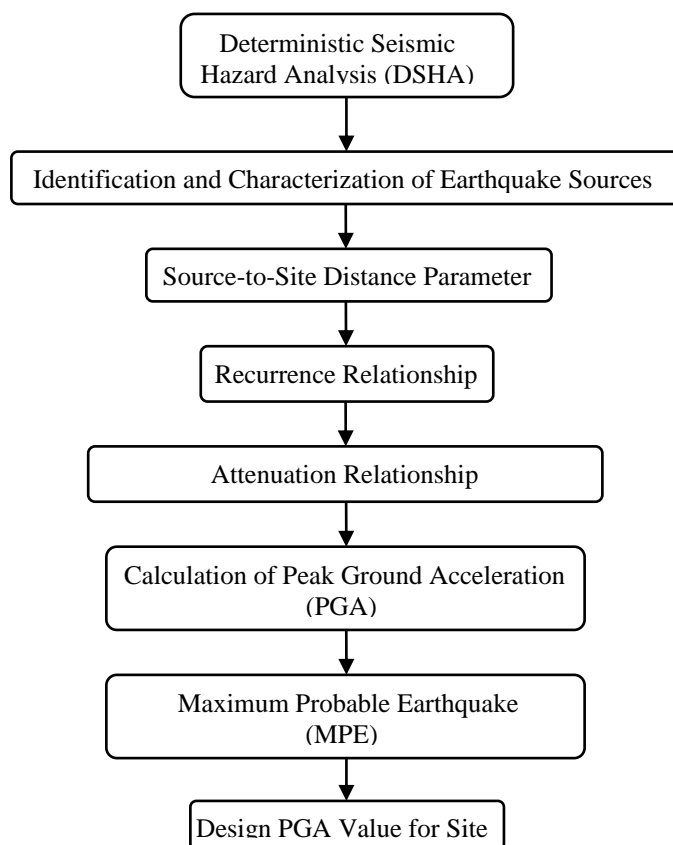 Deterministic Seismic
Hazard Analysis (DSHA)
Identification and Characterization of Earthquake Sources
Source-to-Site Distance Parameter
Recurrence Relationship
Attenuation Relationship
Calculation of Peak Ground Acceleration
(PGA)
Maximum Probable Earthquake
(MPE)
Design PGA Value for Site